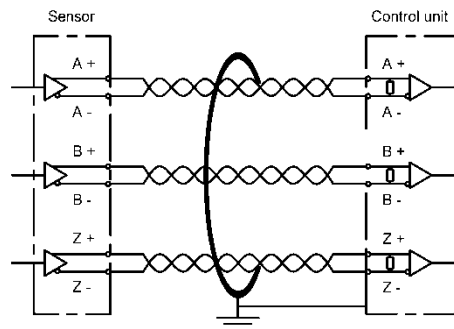 Sensor Control unit
A + A +
A - A -
B + B +
B - B -
Z + Z +
Z - Z -